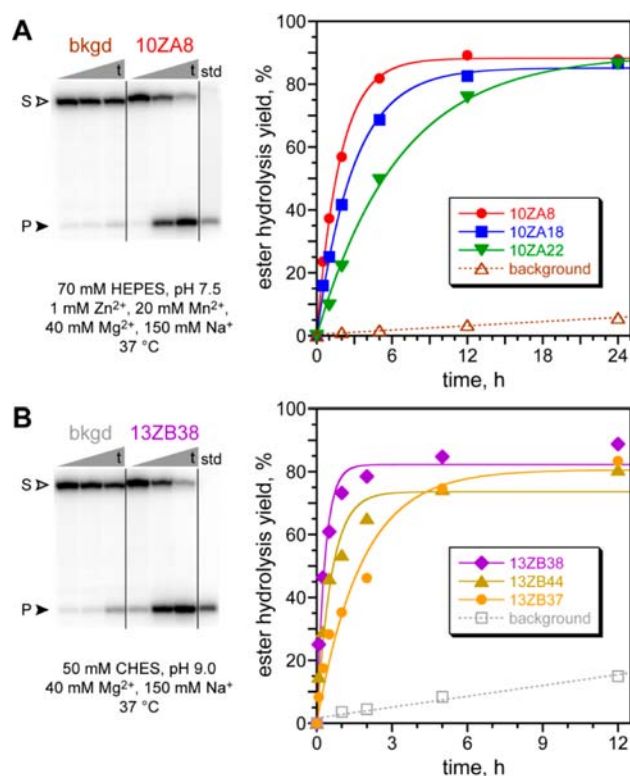 A
bkgd 10ZA8
t t std
S
P
70 mM HEPES, pH 7.5
1 mM Zn²⁺, 20 mM Mn²⁺,
40 mM Mg²⁺, 150 mM Na⁺
37 °C
ester hydrolysis yield, %
100
80
60
40
20
0
10ZA8
10ZA18
10ZA22
background
0 6 12 18 24
time, h
B
bkgd 13ZB38
t t std
S
P
50 mM CHES, pH 9.0
40 mM Mg²⁺, 150 mM Na⁺
37 °C
ester hydrolysis yield, %
100
80
60
40
20
0
13ZB38
13ZB44
13ZB37
background
0 3 6 9 12
time, h